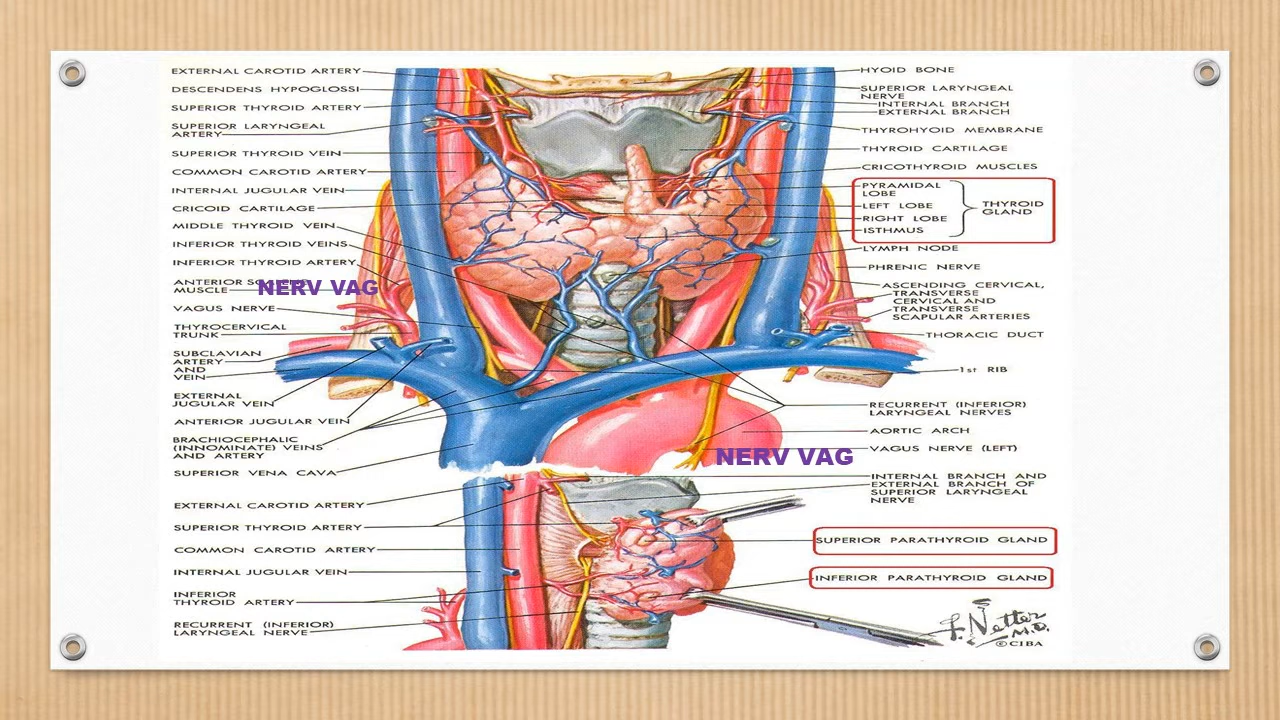 EXTERNAL CAROTID ARTERY
DESCENDENS HYPOGLOSSI
SUPERIOR THYROID ARTERY
SUPERIOR LARYNGEAL
ARTERY
SUPERIOR THYROID VEIN
COMMON CAROTID ARTERY
INTERNAL JUGULAR VEIN
CRICOID CARTILAGE
MIDDLE THYROID VEIN
INFERIOR THYROID VEINS
INFERIOR THYROID ARTERY
ANTERIOR
MUSCLE
NERV VAG
VAGUS NERVE
THYROCERVICAL
TRUNK
SUBCLAVIAN
ARTERY
AND
VEIN
EXTERNAL
JUGULAR VEIN
ANTERIOR JUGULAR VEIN
BRACHIOCEPHALIC
(INNOMINATE) VEINS
AND ARTERY
SUPERIOR VENA CAVA
HYOID BONE
SUPERIOR LARYNGEAL
NERVE
INTERNAL BRANCH
EXTERNAL BRANCH
THYROHYOID MEMBRANE
THYROID CARTILAGE
CRICOTHYROID MUSCLES
PYRAMIDAL
LOBE
LEFT LOBE
RIGHT LOBE
ISTHMUS
THYROID
GLAND
LYMPH NODE
PHRENIC NERVE
ASCENDING CERVICAL,
TRANSVERSE
CERVICAL AND
TRANSVERSE
SCAPULAR ARTERIES
THORACIC DUCT
1st RIB
RECURRENT (INFERIOR)
LARYNGEAL NERVES
AORTIC ARCH
VAGUS NERVE (LEFT)
NERV VAG
EXTERNAL CAROTID ARTERY
SUPERIOR THYROID ARTERY
COMMON CAROTID ARTERY
INTERNAL JUGULAR VEIN
INFERIOR
THYROID ARTERY
RECURRENT (INFERIOR)
LARYNGEAL NERVE
INTERNAL BRANCH AND
EXTERNAL BRANCH OF
SUPERIOR LARYNGEAL
NERVE
SUPERIOR PARATHYROID GLAND
INFERIOR PARATHYROID GLAND
F. Netter
M.D.
©CIBA